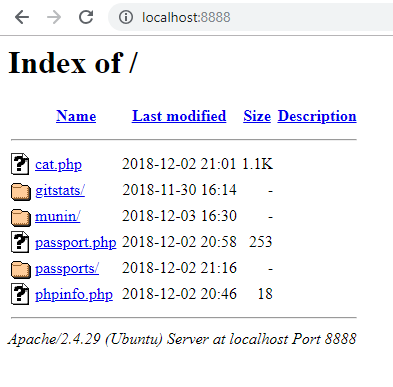 localhost:8888
Index of /
Name Last modified Size Description
cat.php 2018-12-02 21:01 1.1K
gitstats/ 2018-11-30 16:14 -
munin/ 2018-12-03 16:30 -
passport.php 2018-12-02 20:58 253
passports/ 2018-12-02 21:16 -
phpinfo.php 2018-12-02 20:46 18
Apache/2.4.29 (Ubuntu) Server at localhost Port 8888